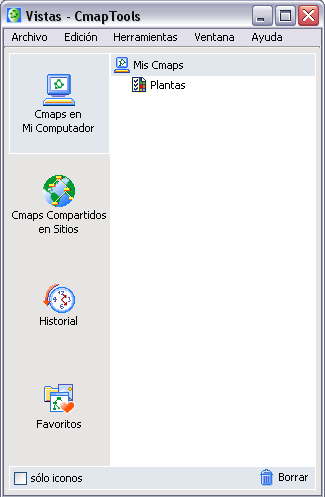 Vistas - CmapTools
Archivo Edición Herramientas Ventana Ayuda
Mis Cmaps
Plantas
Cmaps en
Mi Computador
Cmaps Compartidos
en Sitios
Historial
Favoritos
sólo iconos
Borrar